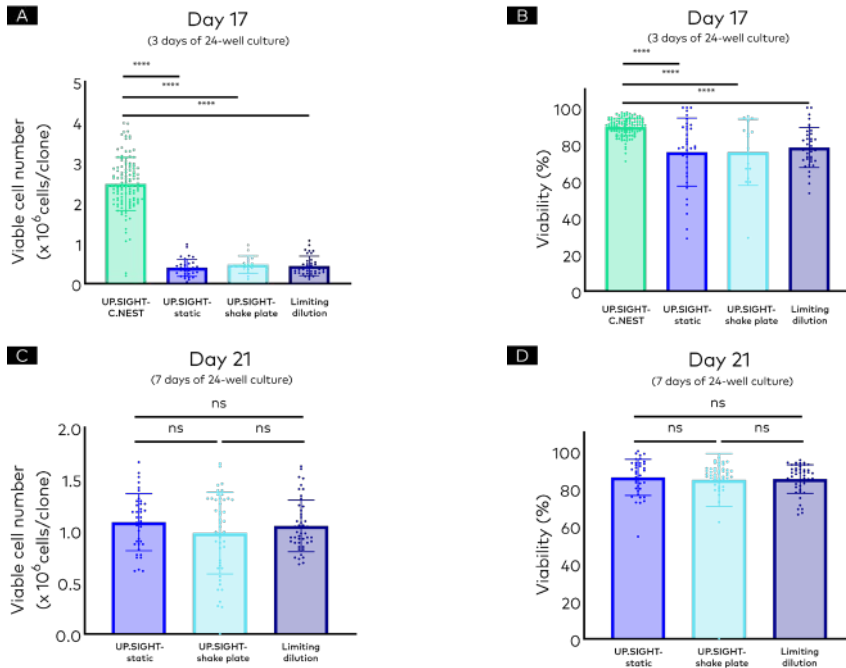 A
Day 17
(3 days of 24-well culture)
****
****
****
Viable cell number
(x 10⁶cells/clone)
5
4
3
2
1
0
UP.SIGHT-
C.NEST
UP.SIGHT-
static
UP.SIGHT-
shake plate
Limiting
dilution
B
Day 17
(3 days of 24-well culture)
****
****
****
Viability (%)
100
80
60
40
20
0
UP.SIGHT-
C.NEST
UP.SIGHT-
static
UP.SIGHT-
shake plate
Limiting
dilution
C
Day 21
(7 days of 24-well culture)
ns
ns
ns
Viable cell number
(x 10⁶cells/clone)
2.0
1.5
1.0
0.5
0.0
UP.SIGHT-
static
UP.SIGHT-
shake plate
Limiting
dilution
D
Day 21
(7 days of 24-well culture)
ns
ns
ns
Viability (%)
100
80
60
40
20
0
UP.SIGHT-
static
UP.SIGHT-
shake plate
Limiting
dilution